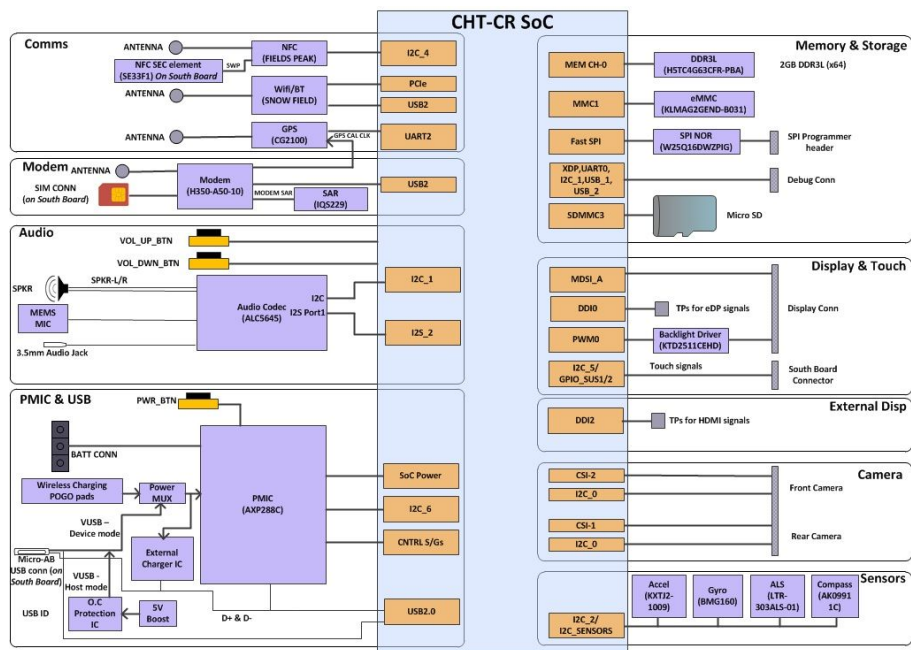 CHT-CR SoC
Comms
ANTENNA
NFC
(FIELDS PEAK)
I2C_4
NFC SEC element
(SE33F1) On South Board
SWP
ANTENNA
Wifi/BT
(SNOW FIELD)
PCIe
USB2
ANTENNA
GPS
(CG2100)
GPS CAL CLK
UART2
Modem
ANTENNA
SIM CONN
(on South Board)
Modem
(H350-A50-10)
MODEM SAR
SAR
(IQS229)
USB2
Audio
VOL_UP_BTN
VOL_DWN_BTN
SPKR
SPKR-L/R
MEMS
MIC
3.5mm Audio Jack
Audio Codec
(ALC5645)
I2C
I2S Port1
I2C_1
I2S_2
PMIC & USB
PWR_BTN
BATT CONN
Wireless Charging
POGO pads
Power
MUX
PMIC
(AXP288C)
SoC Power
I2C_6
CNTRL S/Gs
VUSB –
Device mode
External
Charger IC
Micro-AB
USB conn (on
South Board)
VUSB -
Host mode
USB ID
O.C
Protection
IC
5V
Boost
D+ & D-
USB2.0
Memory & Storage
MEM CH-0
DDR3L
(H5TC4G63CFR-PBA)
2GB DDR3L (x64)
MMC1
eMMC
(KLMAG2GEND-B031)
Fast SPI
SPI NOR
(W25Q16DWZPIG)
SPI Programmer
header
XDP,UART0,
I2C_1,USB_1,
USB_2
Debug Conn
SDMMC3
Micro SD
Display & Touch
MDSI_A
DDI0
TPs for eDP signals
Display Conn
PWM0
Backlight Driver
(KTD2511CEHD)
I2C_5/
GPIO_SUS1/2
Touch signals
South Board
Connector
External Disp
DDI2
TPs for HDMI signals
Camera
CSI-2
I2C_0
Front Camera
CSI-1
I2C_0
Rear Camera
Sensors
Accel
(KXTJ2-
1009)
Gyro
(BMG160)
ALS
(LTR-
303ALS-01)
Compass
(AK0991
1C)
I2C_2/
I2C_SENSORS